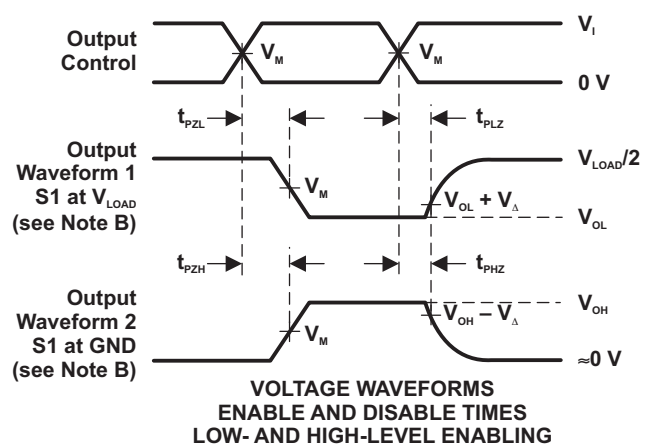 Output
Control
V_M
V_M
V_I
0 V
t_PZL
t_PLZ
Output
Waveform 1
S1 at V_LOAD
(see Note B)
V_M
V_OL + V_Δ
V_LOAD/2
V_OL
t_PZH
t_PHZ
Output
Waveform 2
S1 at GND
(see Note B)
V_M
V_OH – V_Δ
V_OH
≈0 V
VOLTAGE WAVEFORMS
ENABLE AND DISABLE TIMES
LOW- AND HIGH-LEVEL ENABLING